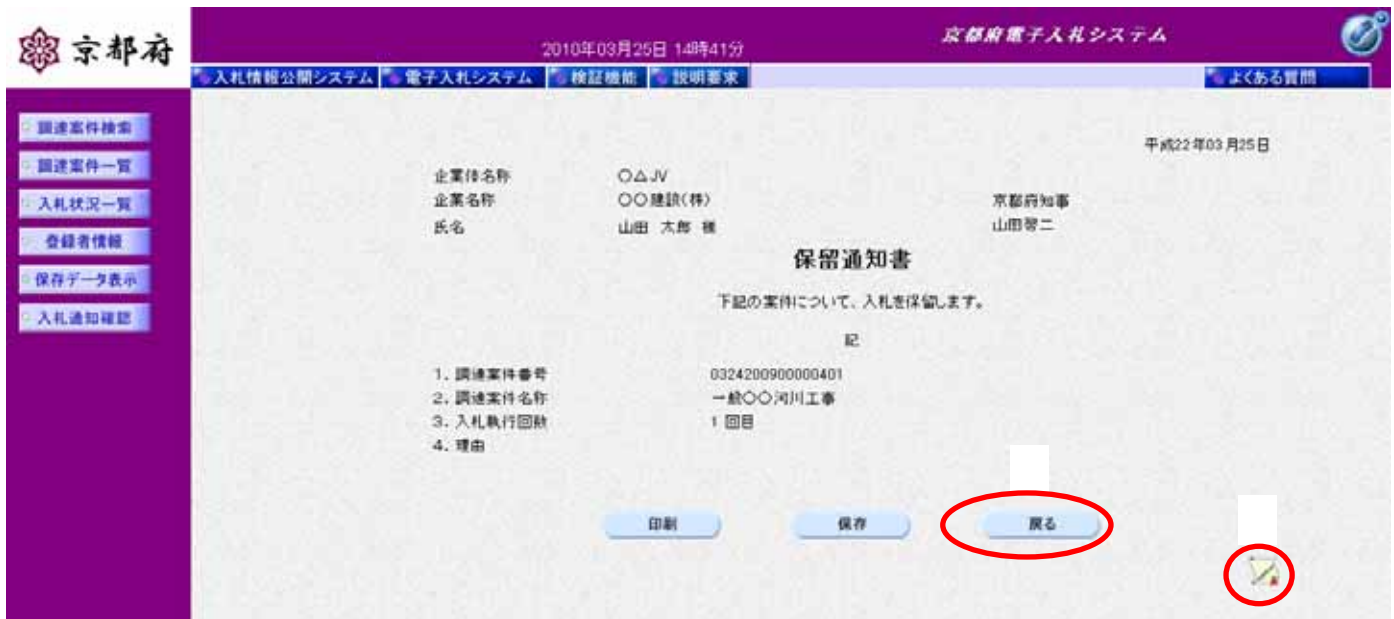 京都府
2010年03月25日 14時41分
京都府電子入札システム
入札情報公開システム 電子入札システム 検証機能 説明要求 よくある質問
調達案件検索
調達案件一覧
入札状況一覧
登録者情報
保存データ表示
入札通知確認
平成22年03月25日
企業体名称 ○△JV
企業名称 ○○建設(株) 京都府知事
氏名 山田 太郎 様 山田啓二
保留通知書
下記の案件について、入札を保留します。
記
1. 調達案件番号 0324200900000401
2. 調達案件名称 一般○○河川工事
3. 入札執行回数 1 回目
4. 理由
印刷 保存 戻る